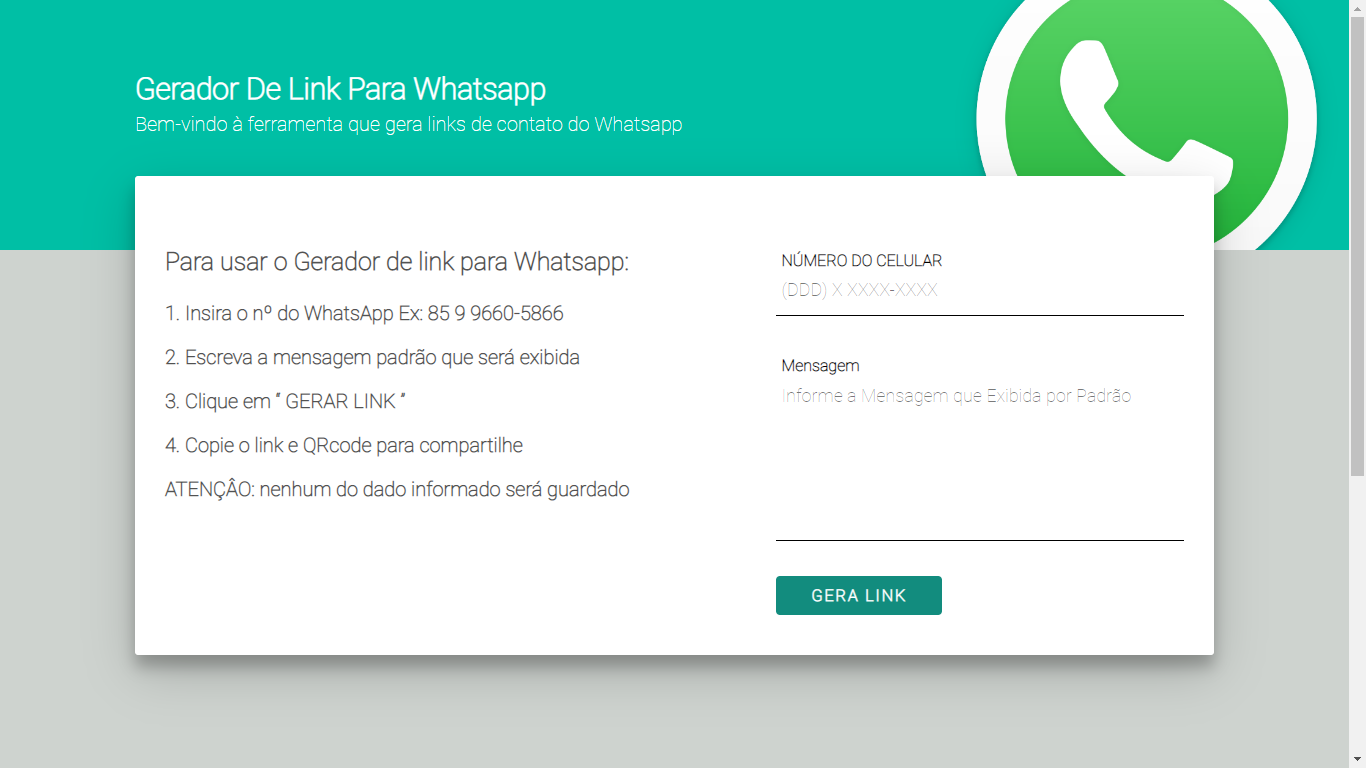 Gerador De Link Para Whatsapp
Bem-vindo à ferramenta que gera links de contato do Whatsapp
Para usar o Gerador de link para Whatsapp:
1. Insira o nº do WhatsApp Ex: 85 9 9660-5866
2. Escreva a mensagem padrão que será exibida
3. Clique em “ GERAR LINK ”
4. Copie o link e QRcode para compartilhe
ATENÇÂO: nenhum do dado informado será guardado
NÚMERO DO CELULAR
(DDD) X XXXX-XXXX
Mensagem
Informe a Mensagem que Exibida por Padrão
GERA LINK